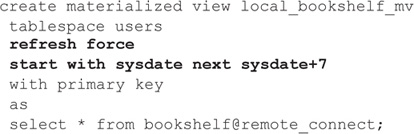 create materialized view local_bookshelf_mv
tablespace users
refresh force
start with sysdate next sysdate+7
with primary key
as
select * from bookshelf@remote_connect;